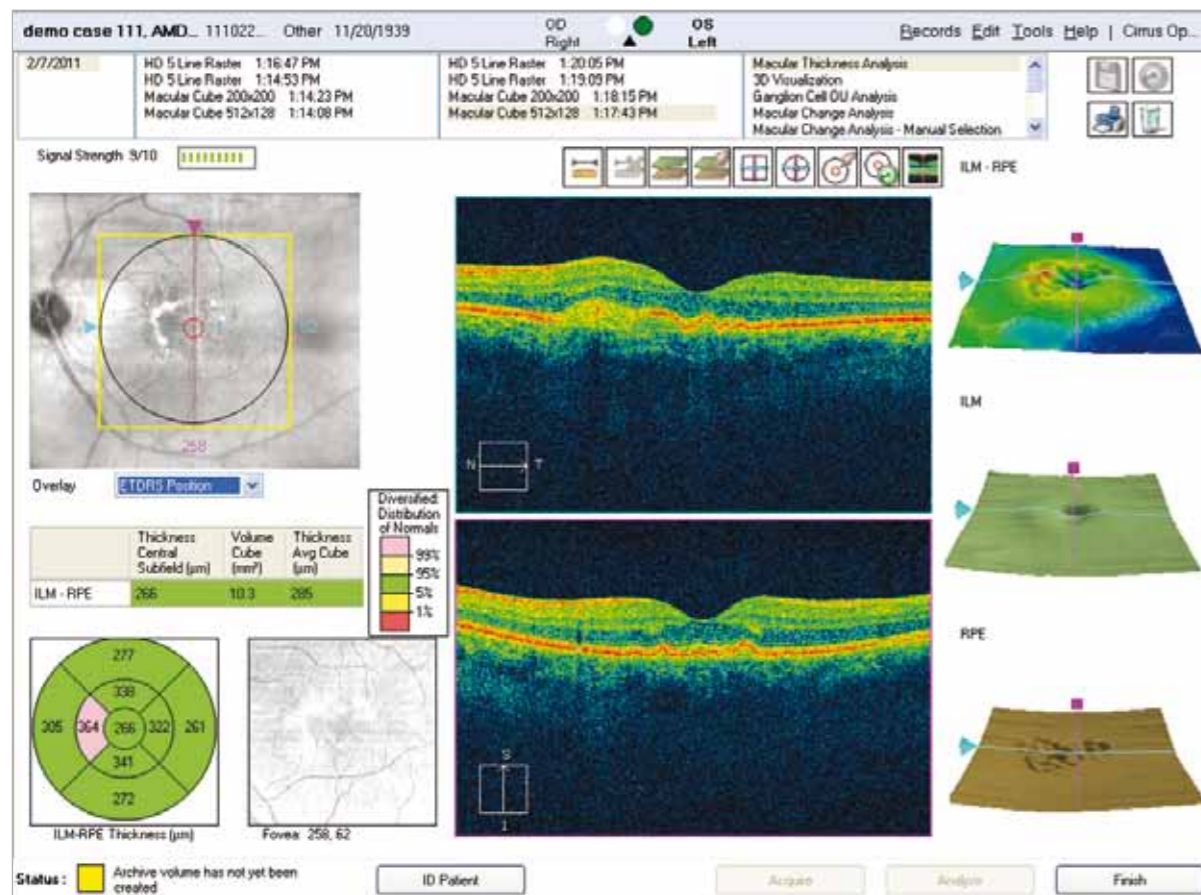 demo case 111, AMD... 111022... Other 11/20/1939
OD
Right
OS
Left
Records Edit Tools Help | Cirrus Op...
2/7/2011
HD 5 Line Raster 1:16:47 PM
HD 5 Line Raster 1:14:53 PM
Macular Cube 200x200 1:14:23 PM
Macular Cube 512x128 1:14:08 PM
HD 5 Line Raster 1:20:05 PM
HD 5 Line Raster 1:19:09 PM
Macular Cube 200x200 1:18:15 PM
Macular Cube 512x128 1:17:43 PM
Macular Thickness Analysis
3D Visualization
Ganglion Cell OU Analysis
Macular Change Analysis
Macular Change Analysis - Manual Selection
Signal Strength 9/10
ILM - RPE
258
Overlay
ETDRS Position
N T
ILM
Diversified:
Distribution
of Normals
99%
95%
5%
1%
Thickness Central Subfield (µm)
Volume Cube (mm³)
Thickness Avg Cube (µm)
ILM - RPE 266 10.3 285
RPE
277
338
305 364 266 322 261
341
272
ILM-RPE Thickness (µm)
Fovea: 258, 62
S
I
Status :
Archive volume has not yet been
created
ID Patient
Acquire
Analyze
Finish